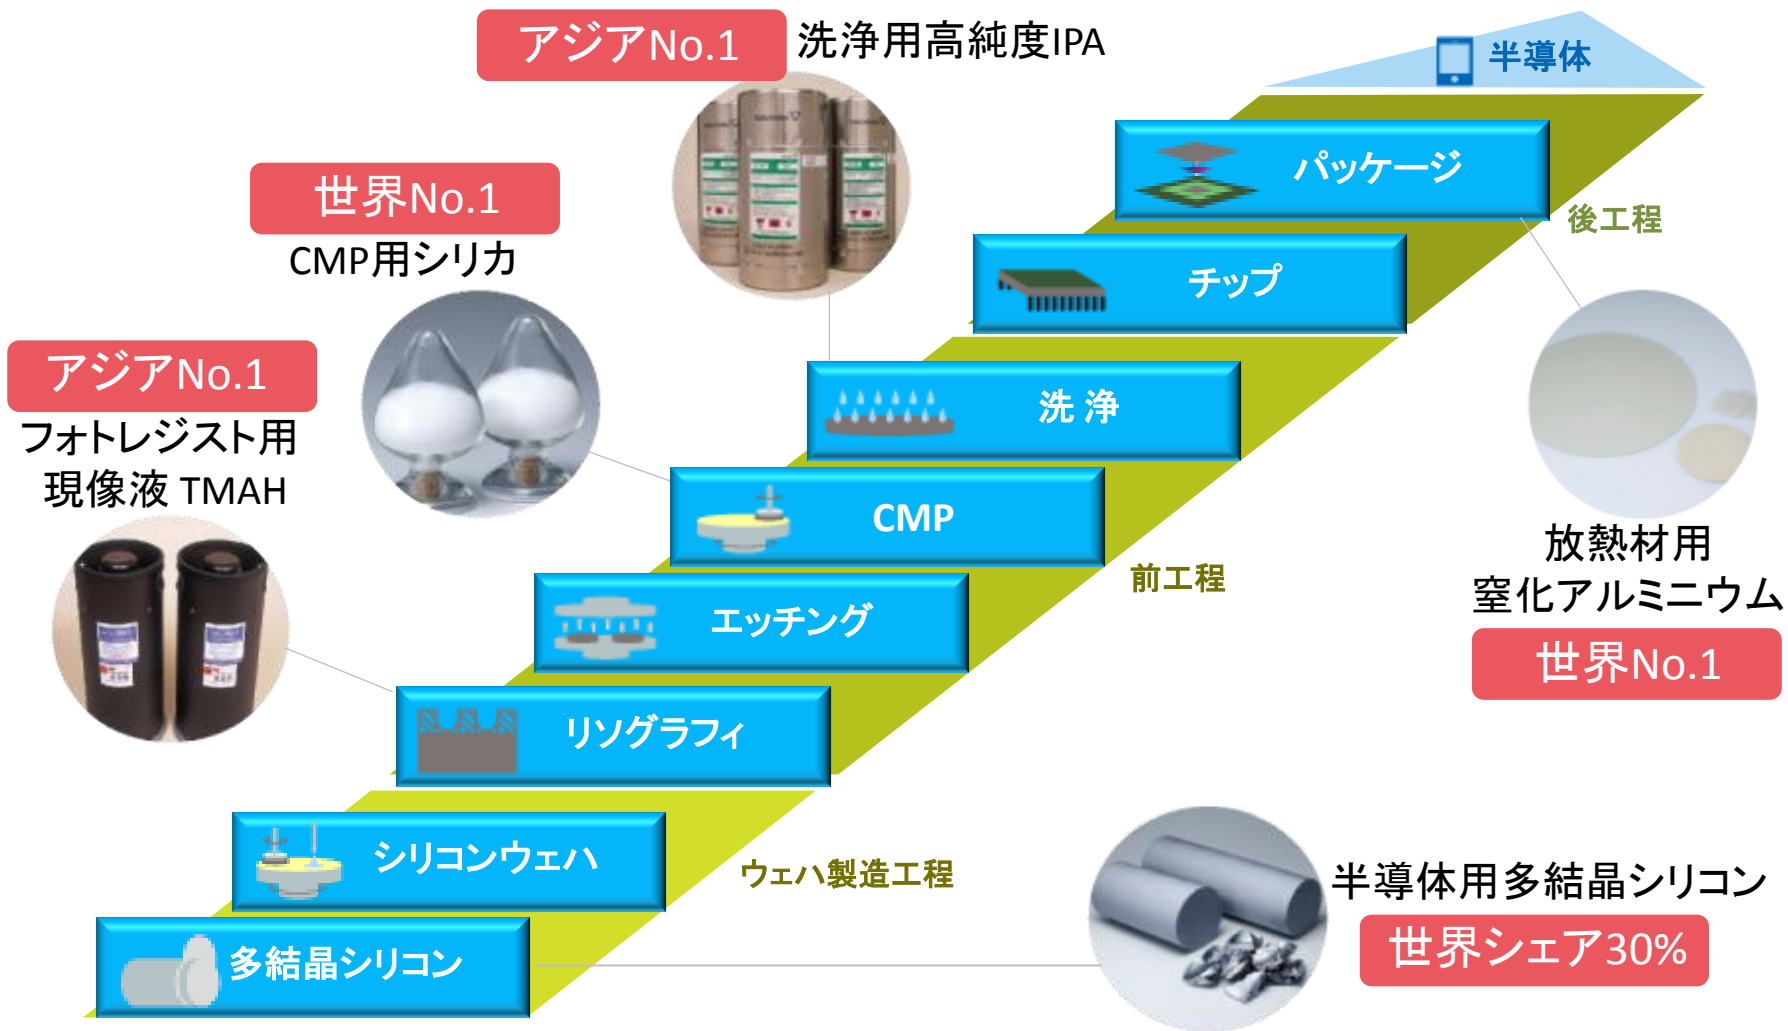 アジアNo.1
洗浄用高純度IPA
半導体
パッケージ
世界No.1
CMP用シリカ
後工程
チップ
アジアNo.1
フォトレジスト用
現像液 TMAH
洗 浄
CMP
放熱材用
窒化アルミニウム
世界No.1
前工程
エッチング
リソグラフィ
シリコンウェハ
ウェハ製造工程
半導体用多結晶シリコン
世界シェア30%
多結晶シリコン